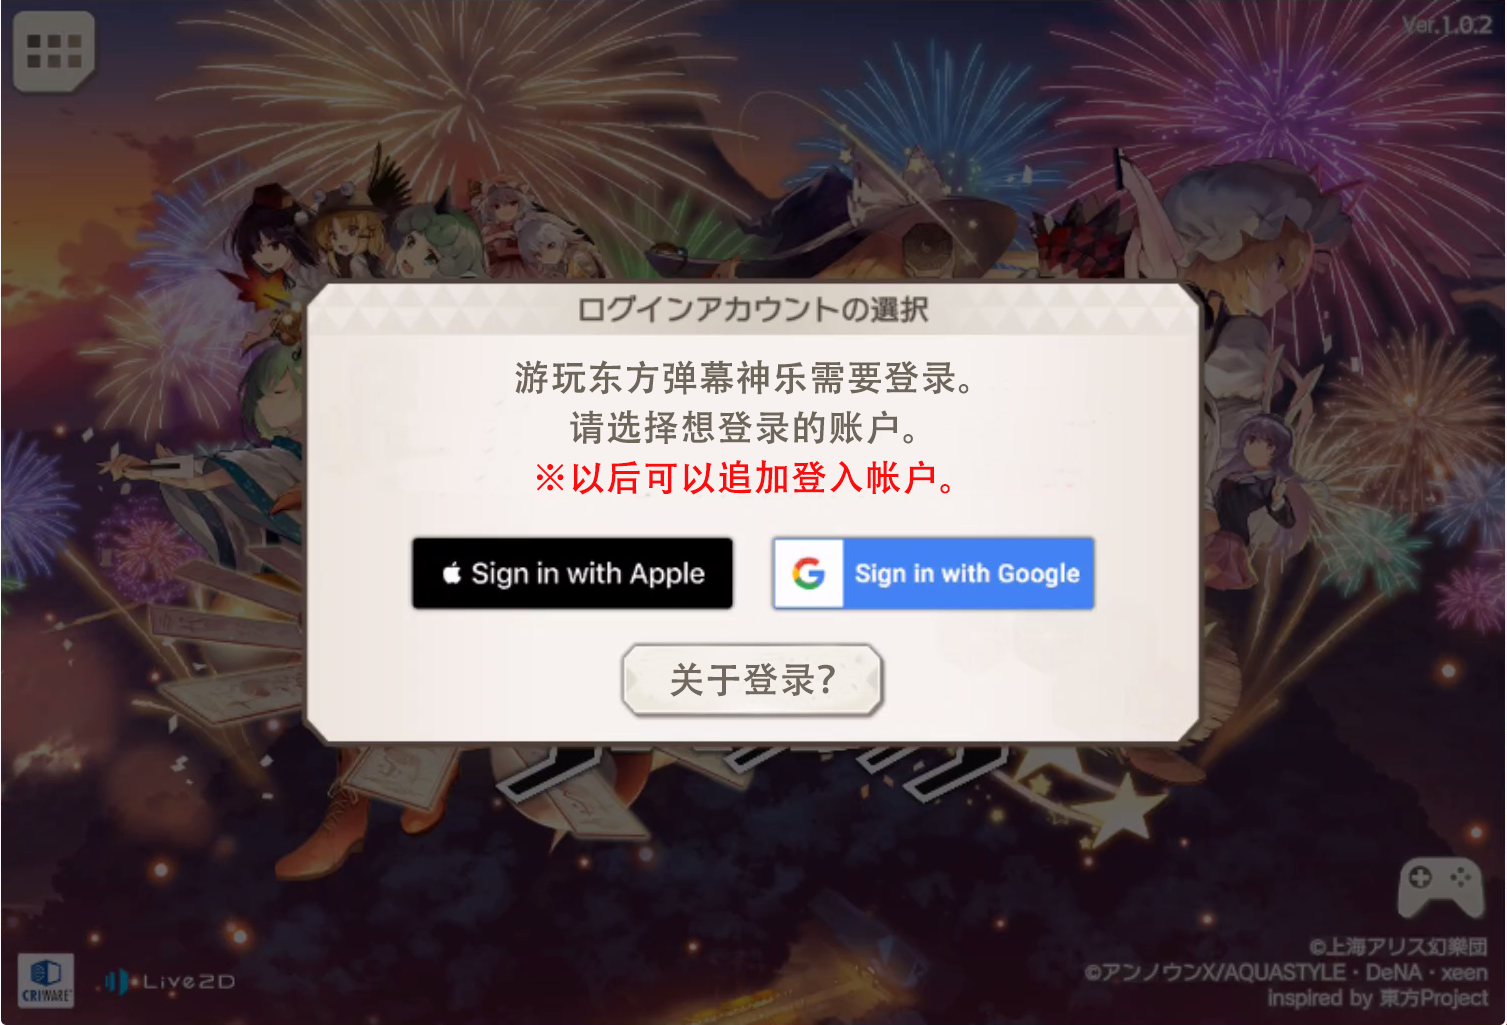 Ver.1.0.2
ログインアカウントの選択
游玩东方弹幕神乐需要登录。
请选择想登录的账户。
※以后可以追加登入帐户。
Sign in with Apple
Sign in with Google
关于登录?
©上海アリス幻樂団
©アンノウンX/AQUASTYLE・DeNA・xeen
inspired by 東方Project
CRIWARE
Live2D